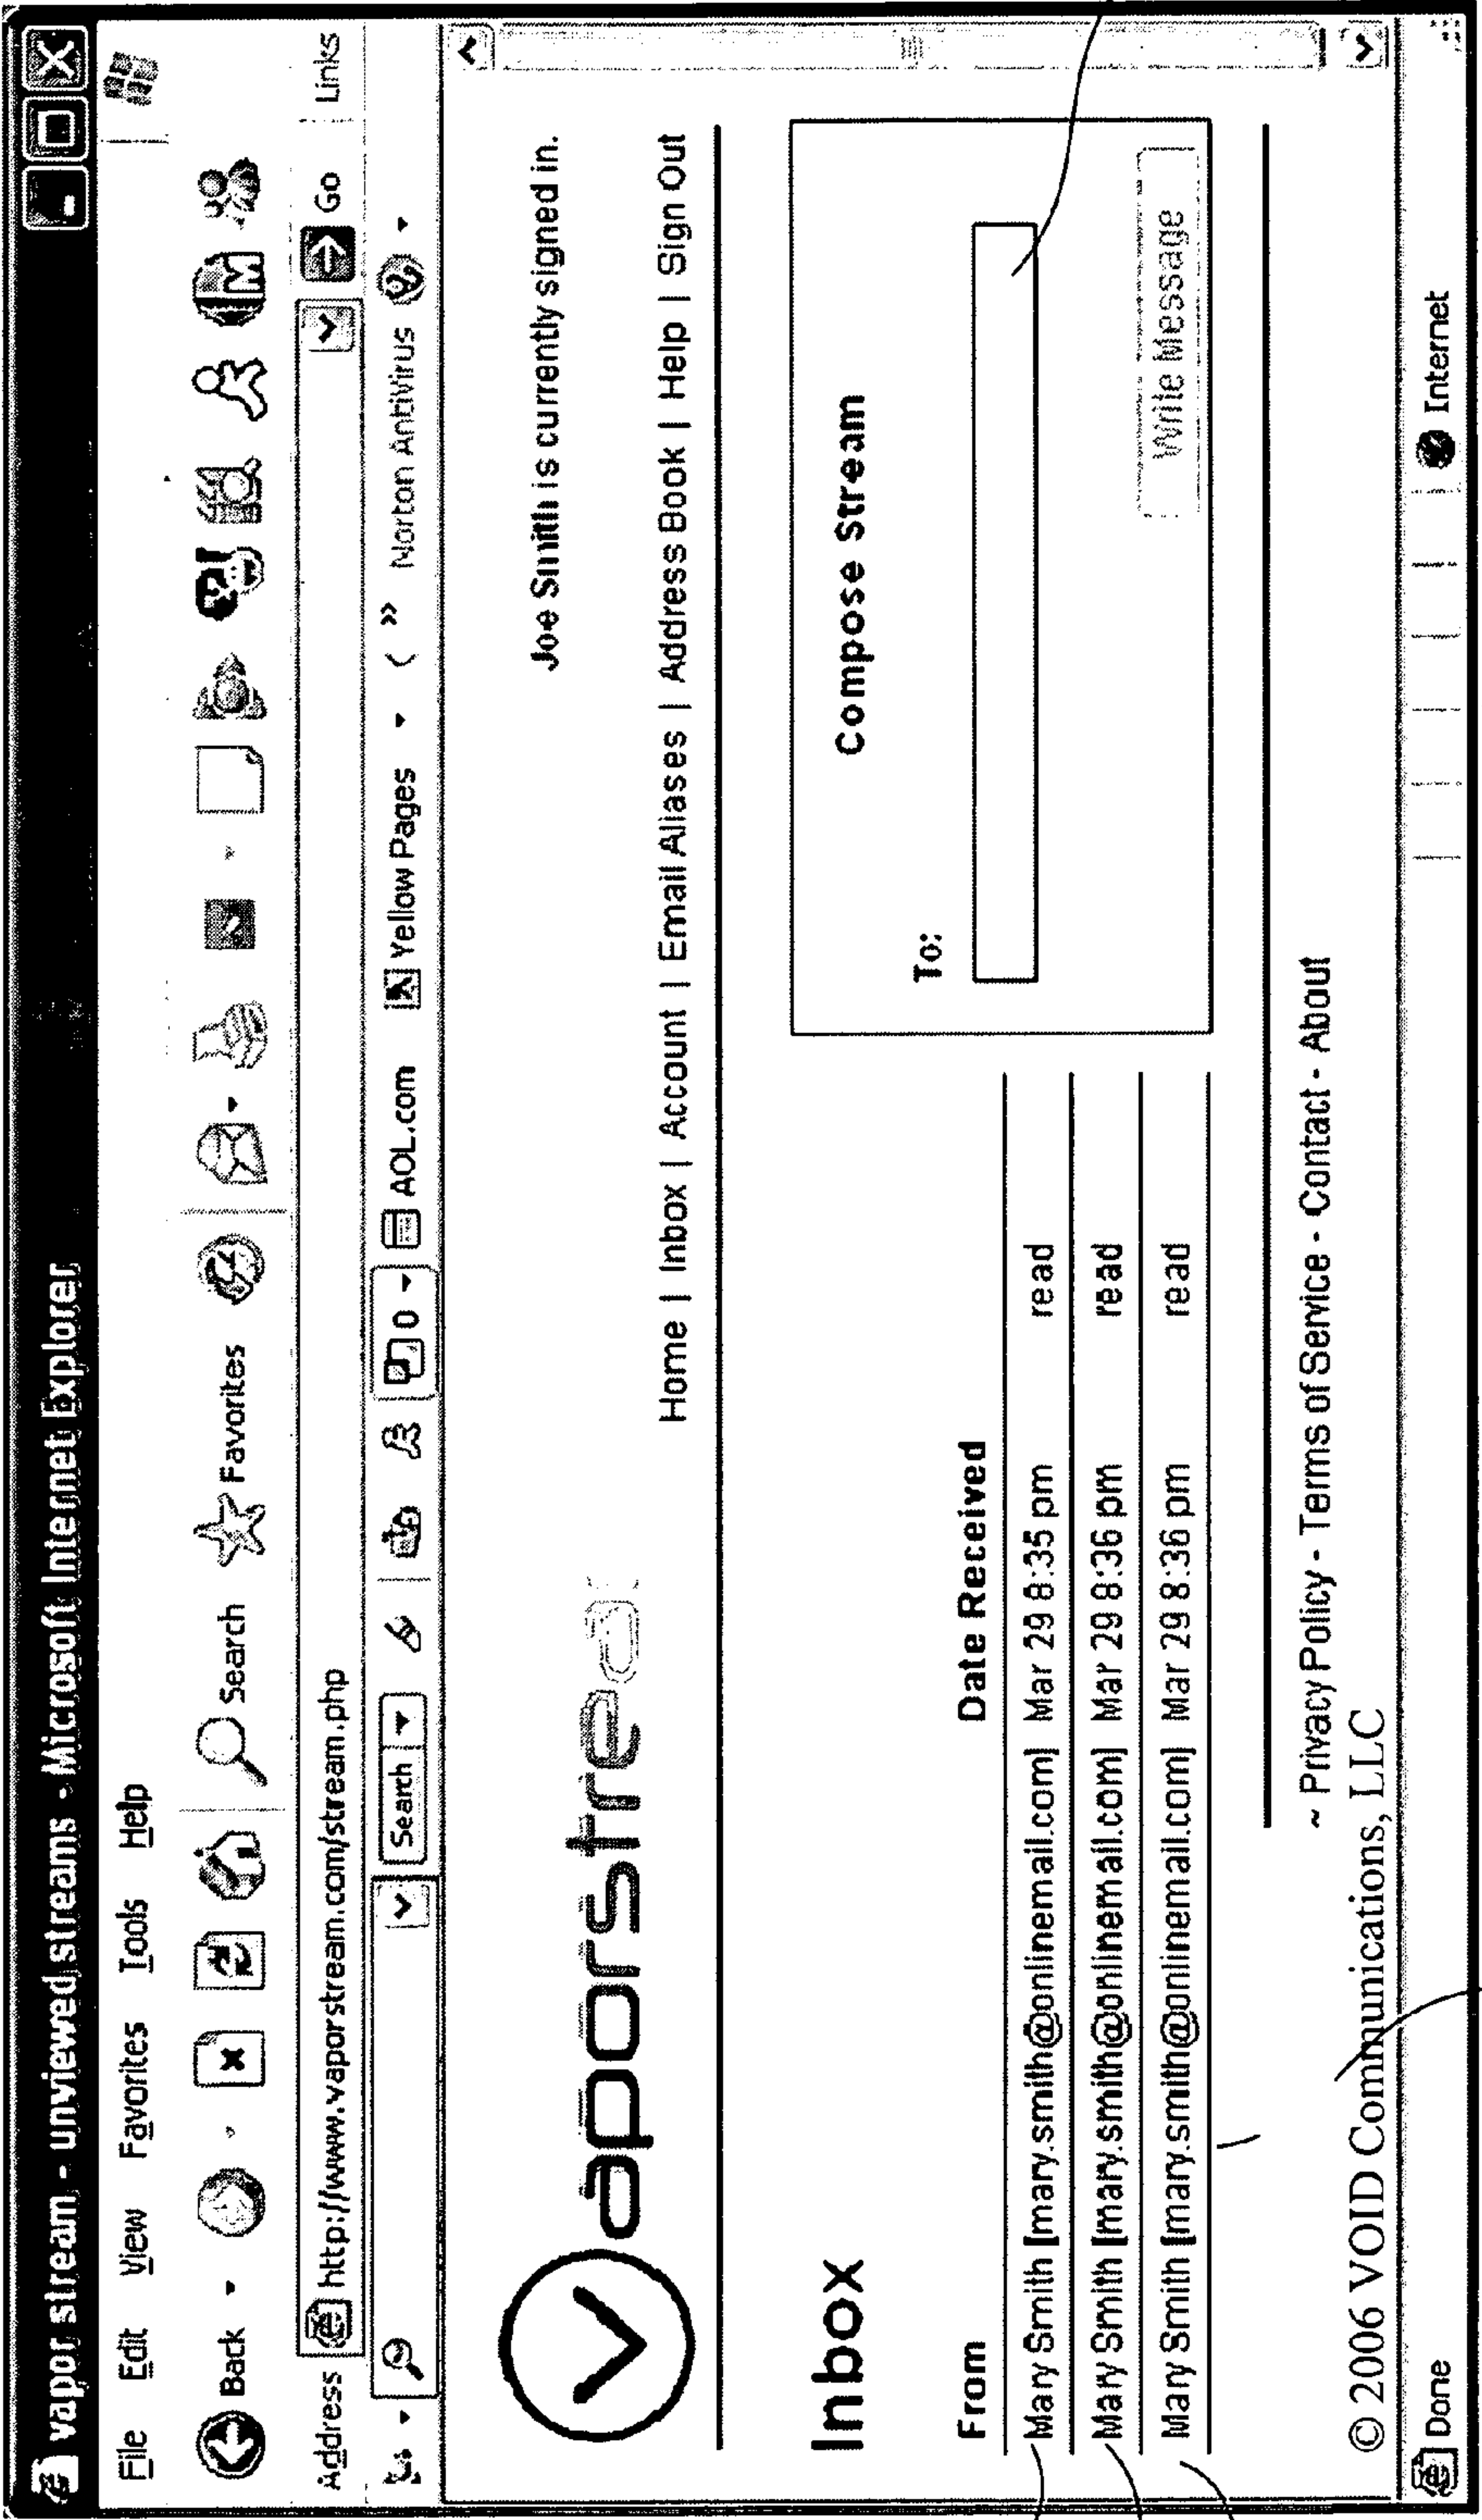 vapor stream - unviewed streams - Microsoft Internet Explorer
File Edit View Favorites Tools Help
Back Search Favorites
Address http://www.vaporstream.com/stream.php Go Links
Search 0 AOL.com Yellow Pages ( » Norton AntiVirus
vaporstrea
Joe Smith is currently signed in.
Home | Inbox | Account | Email Aliases | Address Book | Help | Sign Out
Inbox
Compose Stream
To:
Write Message
From Date Received
Mary Smith [mary.smith@onlinemail.com] Mar 29 8:35 pm read
Mary Smith [mary.smith@onlinemail.com] Mar 29 8:36 pm read
Mary Smith [mary.smith@onlinemail.com] Mar 29 8:36 pm read
~ Privacy Policy - Terms of Service - Contact - About
© 2006 VOID Communications, LLC
Done Internet